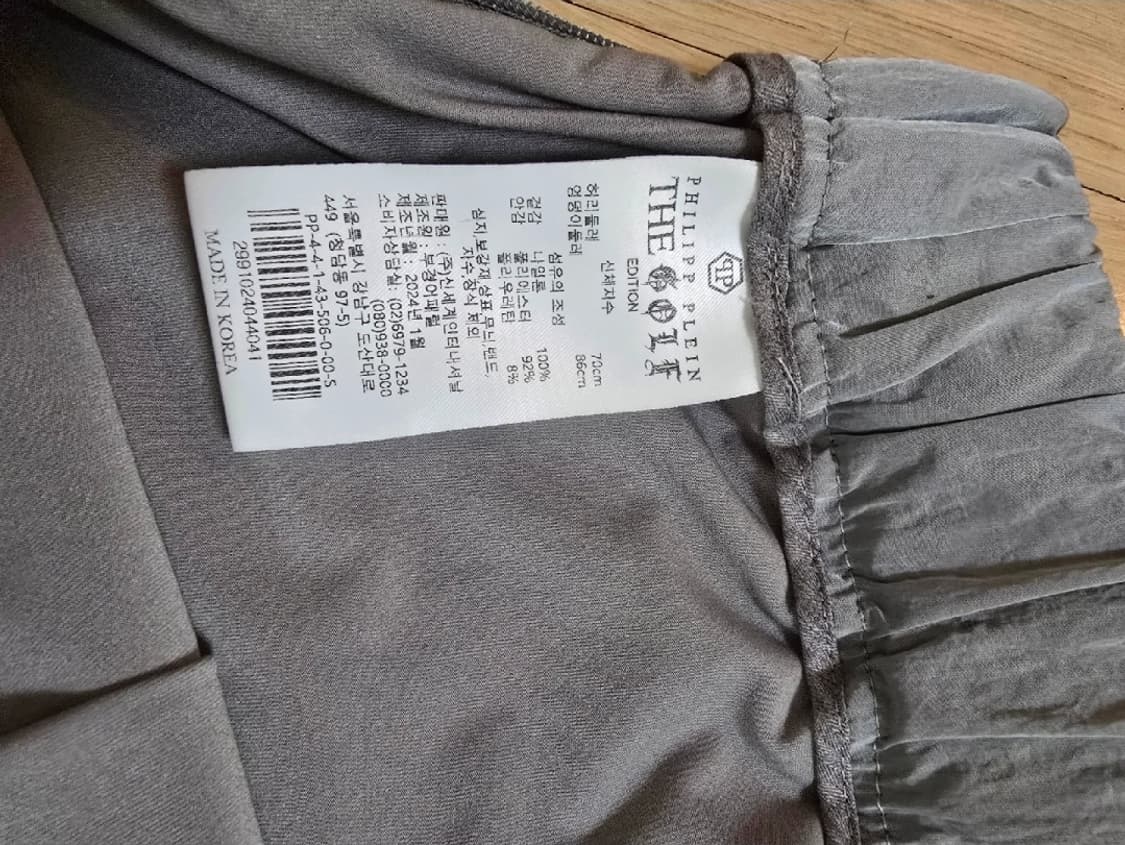 PHILIPP PLEIN
THE GOLF
EDITION
신체치수
허리둘레 70cm
엉덩이둘레 86cm
섬유의 조성
겉감 나일론 100%
안감 폴리에스터 92%
폴리우레탄 8%
심지,보강재,상표,무늬,밴드,
자수,장식 제외
판매원 : (주)신세계인터내셔날
제조원 : 부경어패럴
제조년월 : 2024년 1월
소비자상담실: (02)6979-1234
(080)938-0000
서울특별시 강남구 도산대로
449 (청담동 97-5)
PP-4-4-1-43-506-0-00-S
2991024044041
MADE IN KOREA